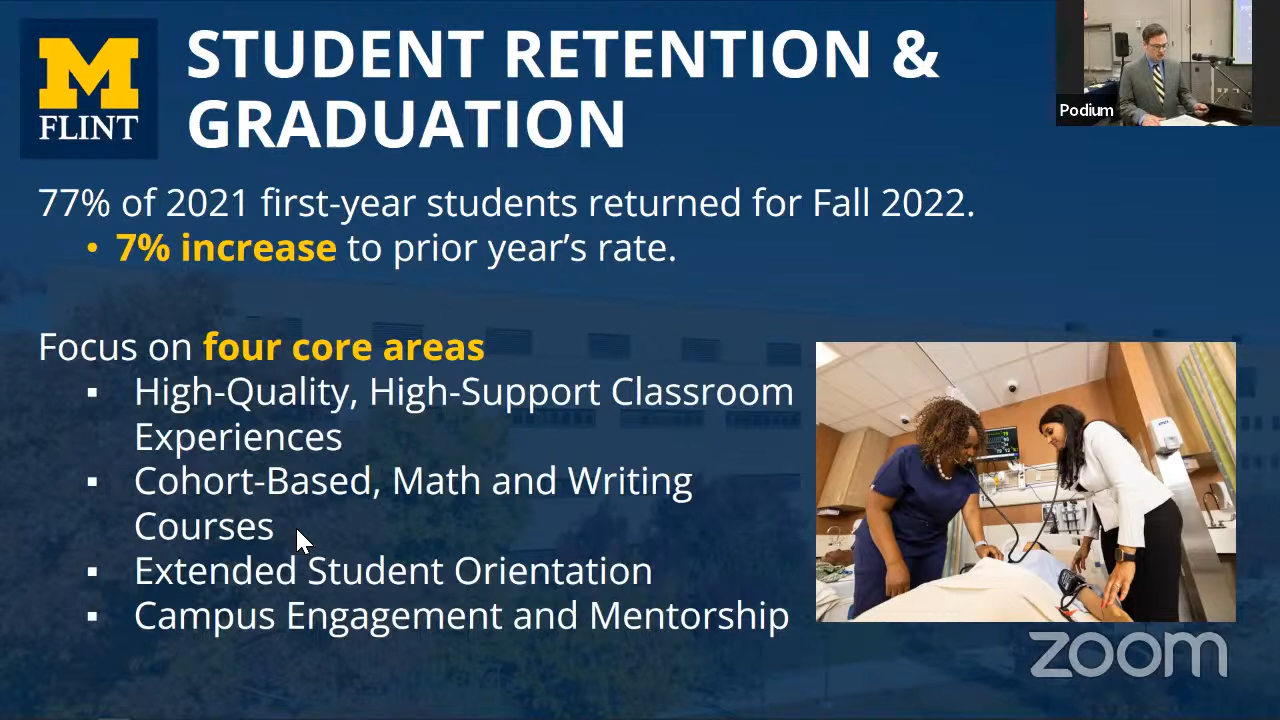 M
FLINT
STUDENT RETENTION &
GRADUATION
Podium
77% of 2021 first-year students returned for Fall 2022.
• 7% increase to prior year’s rate.
Focus on four core areas
▪ High-Quality, High-Support Classroom
Experiences
▪ Cohort-Based, Math and Writing
Courses
▪ Extended Student Orientation
▪ Campus Engagement and Mentorship
zoom